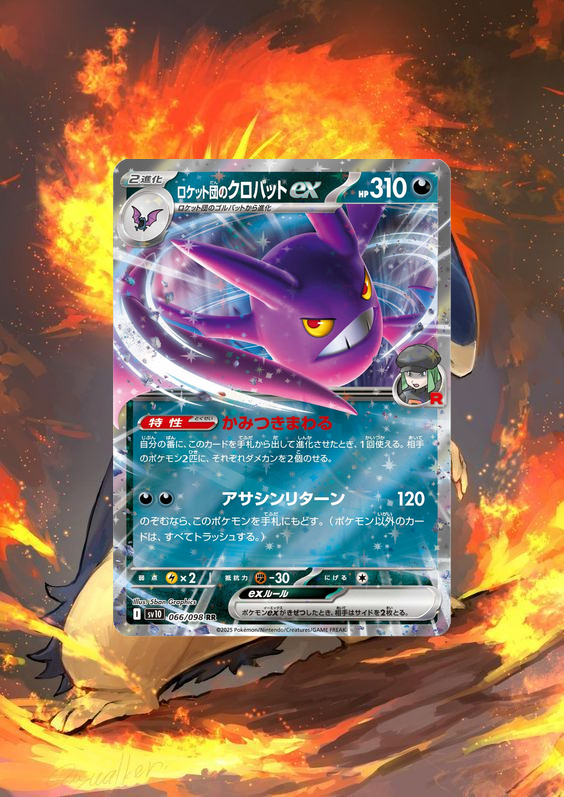 2進化
ロケット団のクロバットex HP310
ロケット団のゴルバットから進化
R
特性 かみつきまわる
自分の番に、このカードを手札から出して進化させたとき、1回使える。相手
のポケモン2匹に、それぞれダメカンを2個のせる。
アサシンリターン 120
のぞむなら、このポケモンを手札にもどす。（ポケモン以外のカー
ドは、すべてトラッシュする。）
弱点 ×2 抵抗力 -30 にげる
exルール
ポケモンexがきぜつしたとき、相手はサイドを2枚とる。
Illus. 5ban Graphics
I sv10 066/098 RR
©2025 Pokémon/Nintendo/Creatures/GAME FREAK.